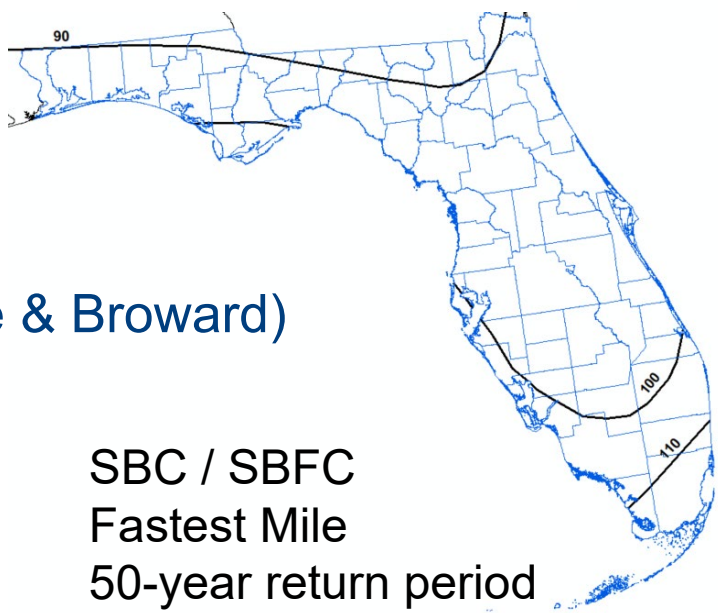 90
& Broward)
100
110
SBC / SBFC
Fastest Mile
50-year return period